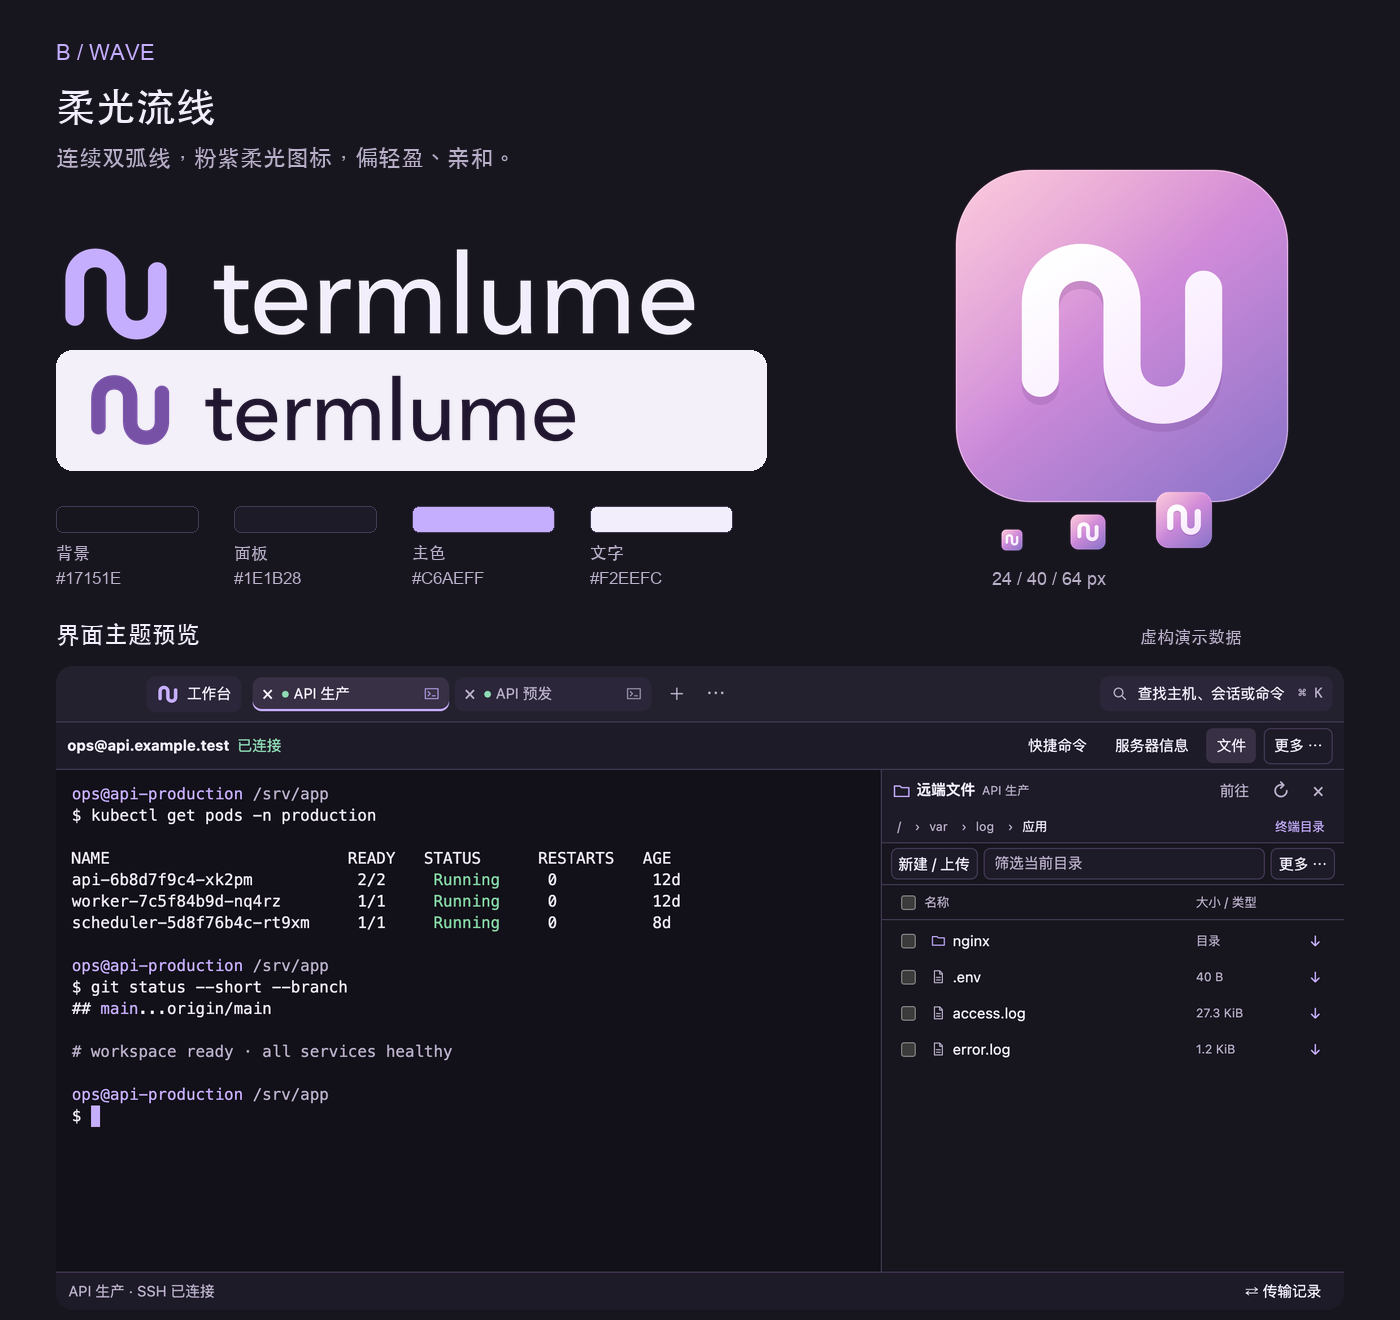 B / WAVE
柔光流线
连续双弧线，粉紫柔光图标，偏轻盈、亲和。
termlume
termlume
背景 面板 主色 文字
#17151E #1E1B28 #C6AEFF #F2EEFC
24 / 40 / 64 px
界面主题预览
虚构演示数据
工作台 × API 生产 × API 预发 + ··· 查找主机、会话或命令 ⌘ K
ops@api.example.test 已连接 快捷命令 服务器信息 文件 更多 ···
ops@api-production /srv/app
$ kubectl get pods -n production
NAME READY STATUS RESTARTS AGE
api-6b8d7f9c4-xk2pm 2/2 Running 0 12d
worker-7c5f84b9d-nq4rz 1/1 Running 0 12d
scheduler-5d8f76b4c-rt9xm 1/1 Running 0 8d
ops@api-production /srv/app
$ git status --short --branch
## main...origin/main
# workspace ready · all services healthy
ops@api-production /srv/app
$
远端文件 API 生产 前往 ×
/ › var › log › 应用 终端目录
新建 / 上传 筛选当前目录 更多 ···
名称 大小 / 类型
nginx 目录 ↓
.env 40 B ↓
access.log 27.3 KiB ↓
error.log 1.2 KiB ↓
API 生产 · SSH 已连接 ⇄ 传输记录